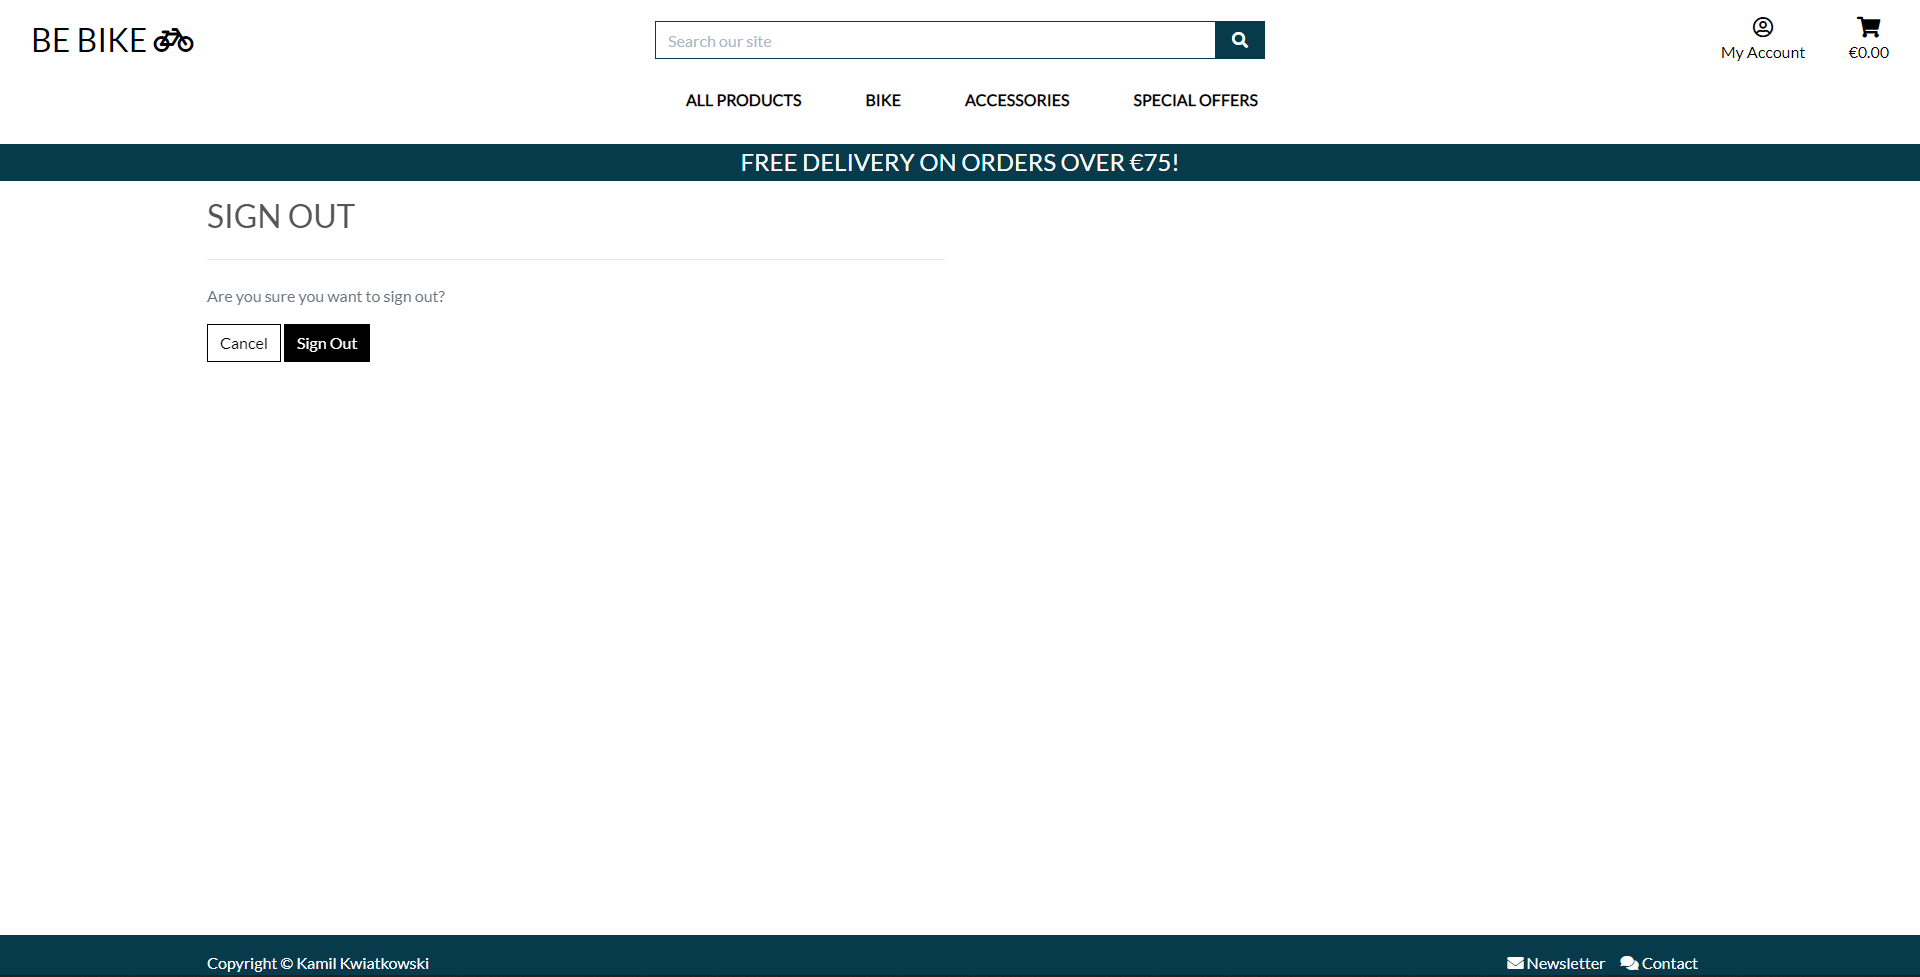 BE BIKE
Search our site
My Account
€0.00
ALL PRODUCTS
BIKE
ACCESSORIES
SPECIAL OFFERS
FREE DELIVERY ON ORDERS OVER €75!
SIGN OUT
Are you sure you want to sign out?
Cancel
Sign Out
Copyright © Kamil Kwiatkowski
Newsletter
Contact